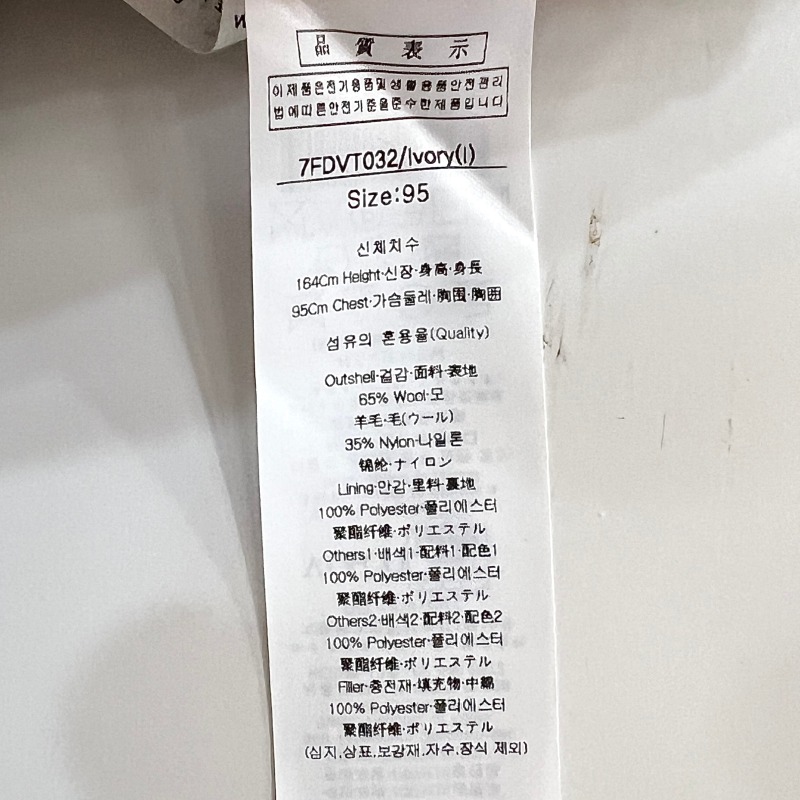 品質表示
이 제품은 전기용품 및 생활용품 안전관리
법에 따른 안전기준을 준수한 제품입니다
7FDVT032/Ivory(I)
Size:95
신체치수
164Cm Height·신장·身高·身長
95Cm Chest·가슴둘레·胸围·胸囲
섬유의 혼용율(Quality)
Outshell·겉감·面料·表地
65% Wool·모
羊毛·毛(ウール)
35% Nylon·나일론
锦纶·ナイロン
Lining·안감·里料·裏地
100% Polyester·폴리에스터
聚酯纤维·ポリエステル
Others1·배색1·配料1·配色1
100% Polyester·폴리에스터
聚酯纤维·ポリエステル
Others2·배색2·配料2·配色2
100% Polyester·폴리에스터
聚酯纤维·ポリエステル
Filler·충전재·填充物·中綿
100% Polyester·폴리에스터
聚酯纤维·ポリエステル
(심지,상표,보강재,자수,장식 제외)